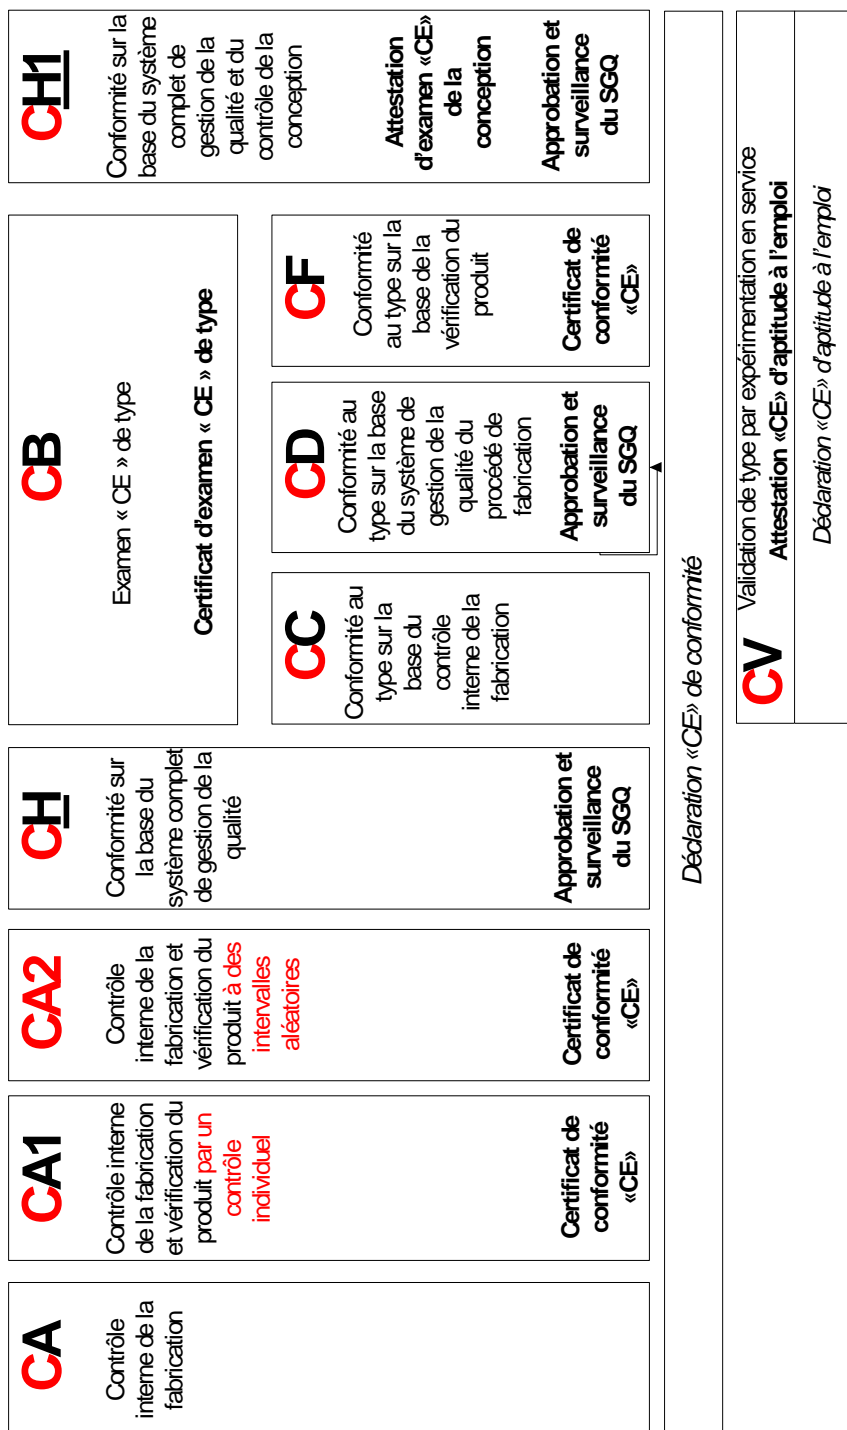 CA
Contrôle
interne de la
fabrication
CA1
Contrôle interne
de la fabrication
et vérification du
produit par un
contrôle
individuel
Certificat de
conformité
«CE»
CA2
Contrôle
interne de la
fabrication et
vérification du
produit à des
intervalles
aléatoires
Certificat de
conformité
«CE»
CH
Conformité sur
la base du
système complet
de gestion de la
qualité
Approbation et
surveillance
du SGQ
CB
Examen « CE » de type
Certificat d'examen « CE » de type
CC
Conformité au
type sur la
base du
contrôle
interne de la
fabrication
CD
Conformité au
type sur la base
du système de
gestion de la
qualité du
procédé de
fabrication
Approbation et
surveillance
du SGQ
CF
Conformité
au type sur la
base de la
vérification du
produit
Certificat de
conformité
«CE»
CH1
Conformité sur la
base du système
complet de
gestion de la
qualité et du
contrôle de la
conception
Attestation
d'examen «CE»
de la
conception
Approbation et
surveillance
du SGQ
Déclaration «CE» de conformité
CV
Validation de type par expérimentation en service
Attestation «CE» d'aptitude à l'emploi
Déclaration «CE» d'aptitude à l'emploi